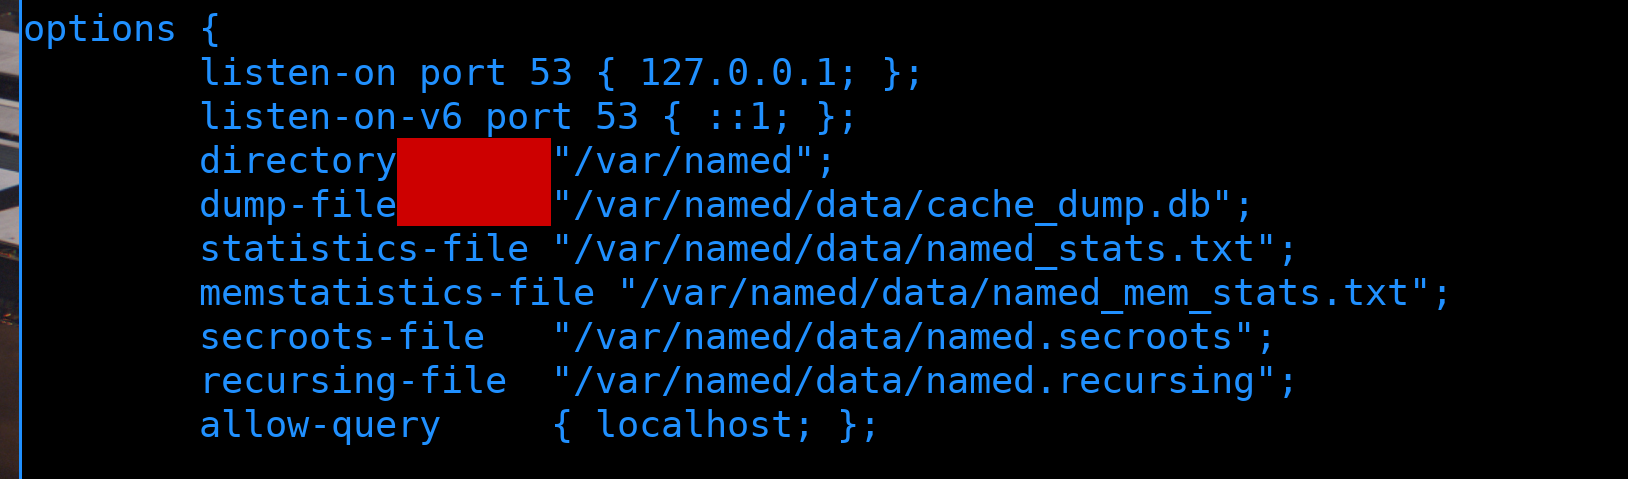 options {
        listen-on port 53 { 127.0.0.1; };
        listen-on-v6 port 53 { ::1; };
        directory       "/var/named";
        dump-file       "/var/named/data/cache_dump.db";
        statistics-file "/var/named/data/named_stats.txt";
        memstatistics-file "/var/named/data/named_mem_stats.txt";
        secroots-file   "/var/named/data/named.secroots";
        recursing-file  "/var/named/data/named.recursing";
        allow-query     { localhost; };